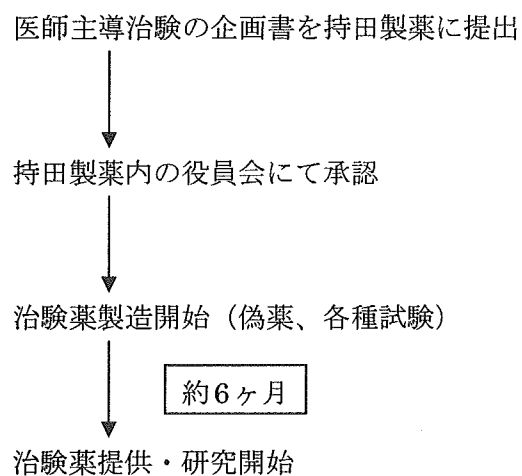 医師主導治験の企画書を持田製薬に提出
持田製薬内の役員会にて承認
治験薬製造開始（偽薬、各種試験）
約6ヶ月
治験薬提供・研究開始